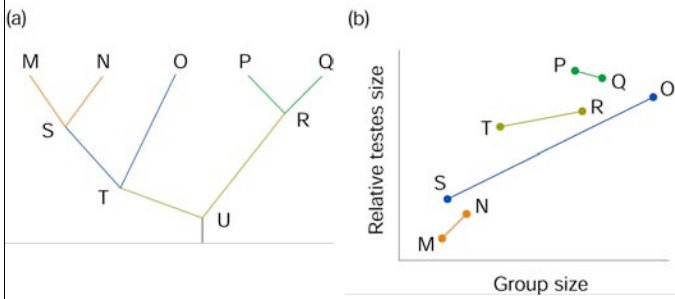 (a)
M N O P Q
S
R
T
U
(b)
Relative testes size
P
Q
O
R
T
S
N
M
Group size